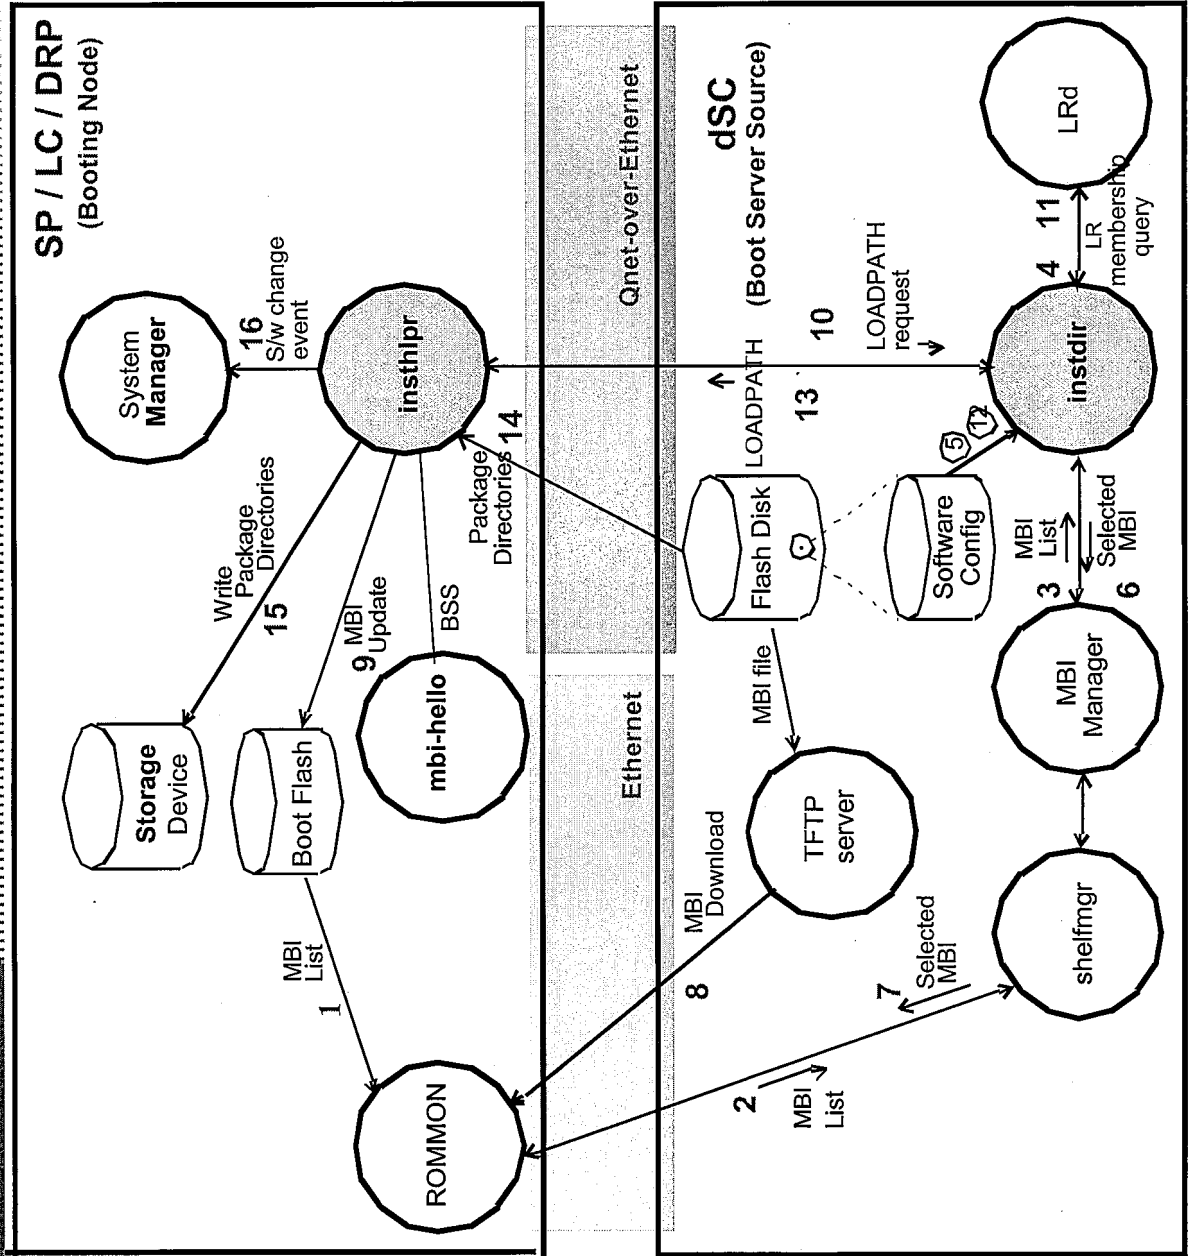 SP / LC / DRP
(Booting Node)
System
Manager
16
S/w change
event
insthlpr
Write
Package
Directories
15
MBI
Update
9
BSS
Package
Directories
14
mbi-hello
Storage
Device
Boot Flash
MBI
List
1
ROMMON
Qnet-over-Ethernet
Ethernet
dSC
(Boot Server Source)
LRd
11
4
LR
membership
query
LOADPATH
request
10
LOADPATH
13
instdir
5
12
Flash Disk
Software
Config
MBI
List
3
Selected
MBI
6
MBI
Manager
MBI file
TFTP
server
MBI
Download
8
shelfmgr
7
Selected
MBI
2
MBI
List